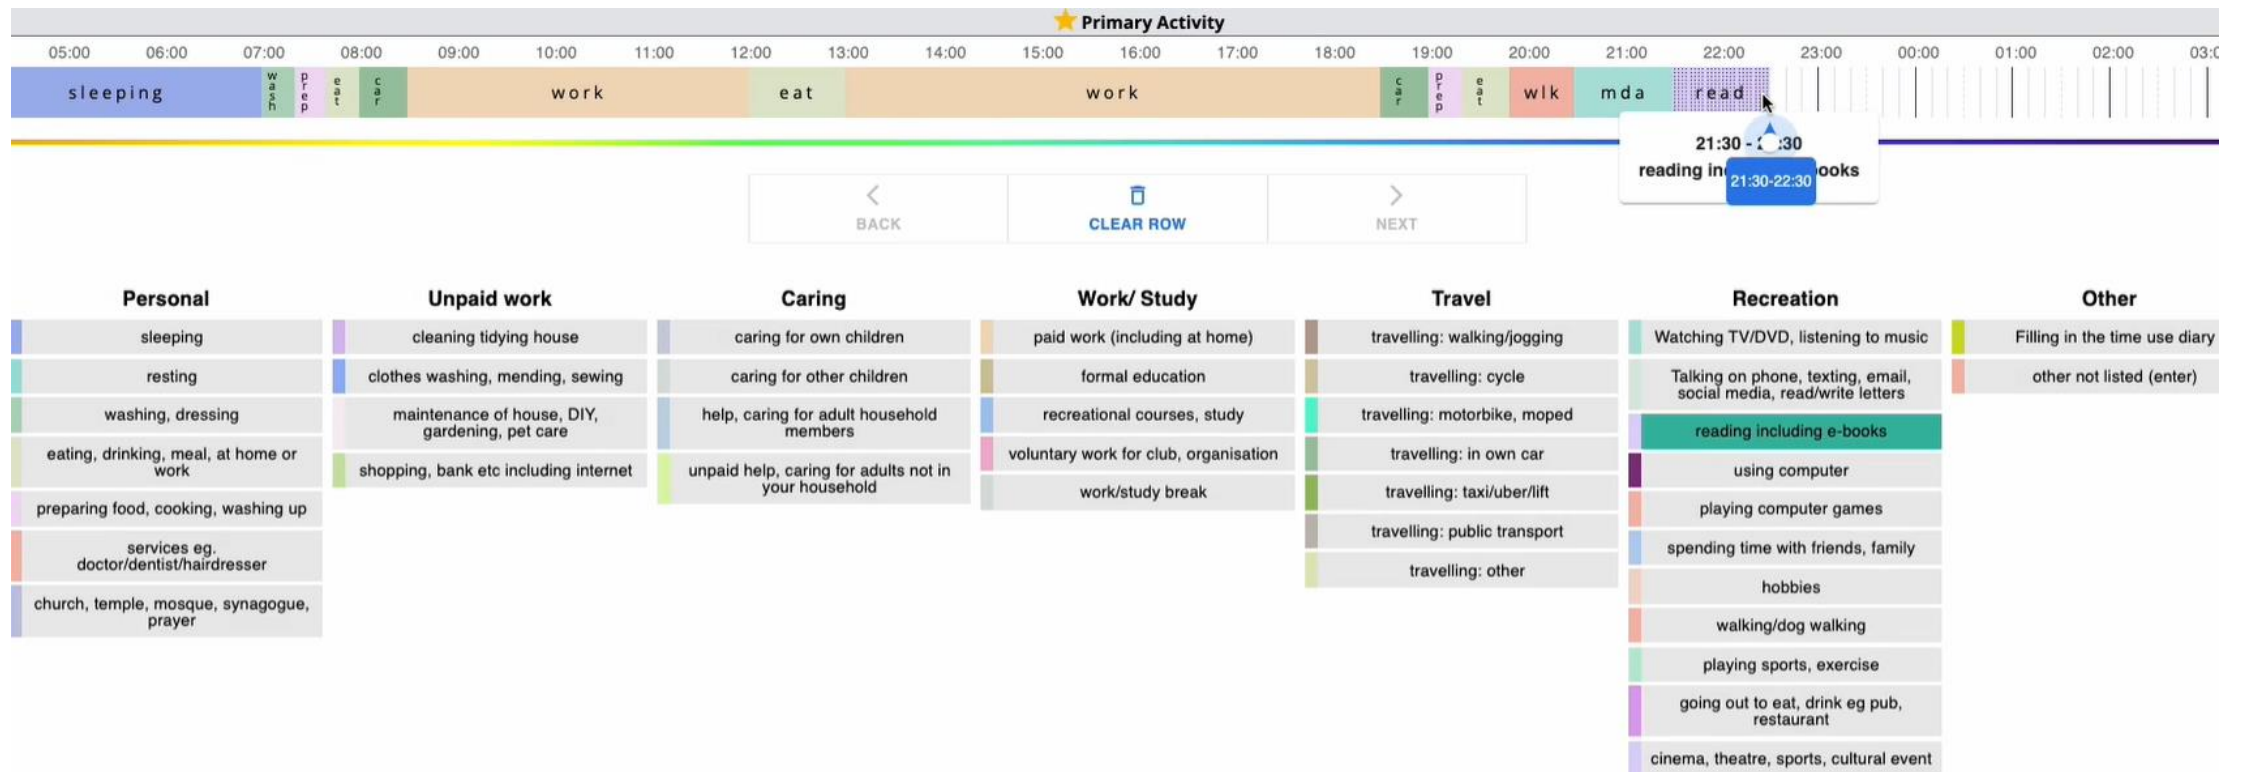 Primary Activity
05:00 06:00 07:00 08:00 09:00 10:00 11:00 12:00 13:00 14:00 15:00 16:00 17:00 18:00 19:00 20:00 21:00 22:00 23:00 00:00 01:00 02:00
sleeping wash prep eat car work eat work car prep eat wlk mda read
21:30 - :30
reading ooks
21:30-22:30
BACK CLEAR ROW NEXT
Personal
sleeping
resting
washing, dressing
eating, drinking, meal, at home or
work
preparing food, cooking, washing up
services eg.
doctor/dentist/hairdresser
church, temple, mosque, synagogue,
prayer
Unpaid work
cleaning tidying house
clothes washing, mending, sewing
maintenance of house, DIY,
gardening, pet care
shopping, bank etc including internet
Caring
caring for own children
caring for other children
help, caring for adult household
members
unpaid help, caring for adults not in
your household
Work/ Study
paid work (including at home)
formal education
recreational courses, study
voluntary work for club, organisation
work/study break
Travel
travelling: walking/jogging
travelling: cycle
travelling: motorbike, moped
travelling: in own car
travelling: taxi/uber/lift
travelling: public transport
travelling: other
Recreation
Watching TV/DVD, listening to music
Talking on phone, texting, email,
social media, read/write letters
reading including e-books
using computer
playing computer games
spending time with friends, family
hobbies
walking/dog walking
playing sports, exercise
going out to eat, drink eg pub,
restaurant
cinema, theatre, sports, cultural event
Other
Filling in the time use diary
other not listed (enter)